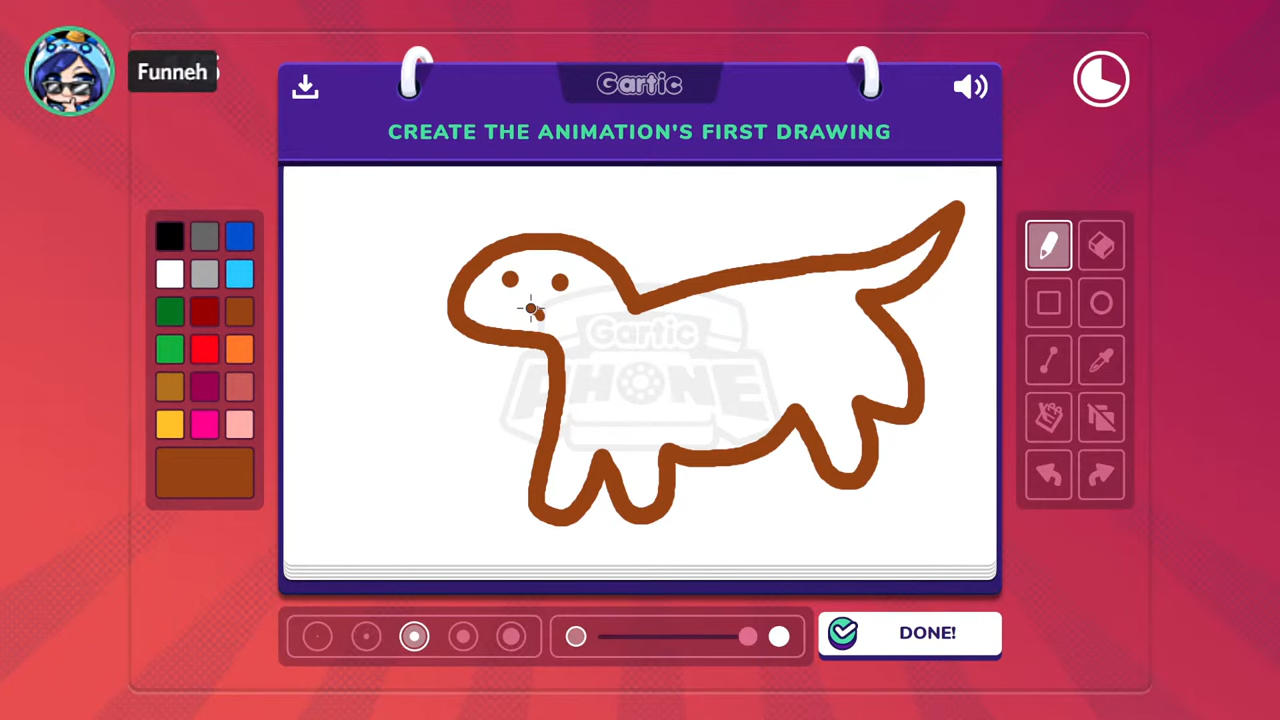 Funneh
Gartic
CREATE THE ANIMATION'S FIRST DRAWING
Gartic
PHONE
DONE!